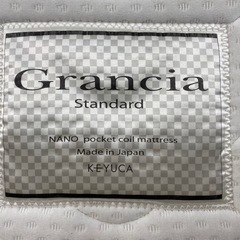 Grancia
Standard
NANO pocket coil mattress
Made in Japan
KEYUCA